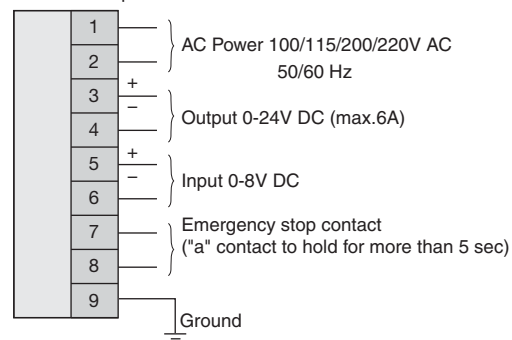 1
AC Power 100/115/200/220V AC
2
50/60 Hz
3
+
−
Output 0-24V DC (max.6A)
4
5
+
−
Input 0-8V DC
6
7
Emergency stop contact
("a" contact to hold for more than 5 sec)
8
9
Ground